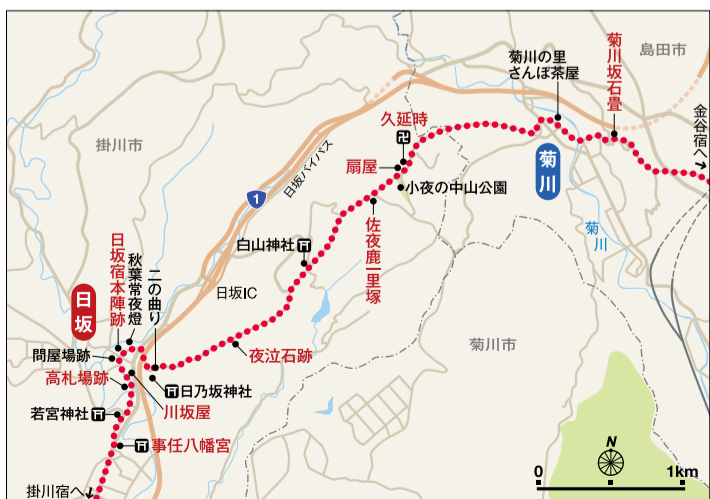 島田市
菊川の里
さんぽ茶屋
菊川坂石畳
金谷宿へ
掛川市
久延時
日坂バイパス
扇屋
菊川
小夜の中山公園
1
菊川
白山神社
佐夜鹿一里塚
日坂IC
日坂宿本陣跡
秋葉常夜燈
二の曲り
日坂
菊川市
夜泣石跡
問屋場跡
高札場跡
日乃坂神社
川坂屋
若宮神社
事任八幡宮
掛川宿へ
N
0
1km